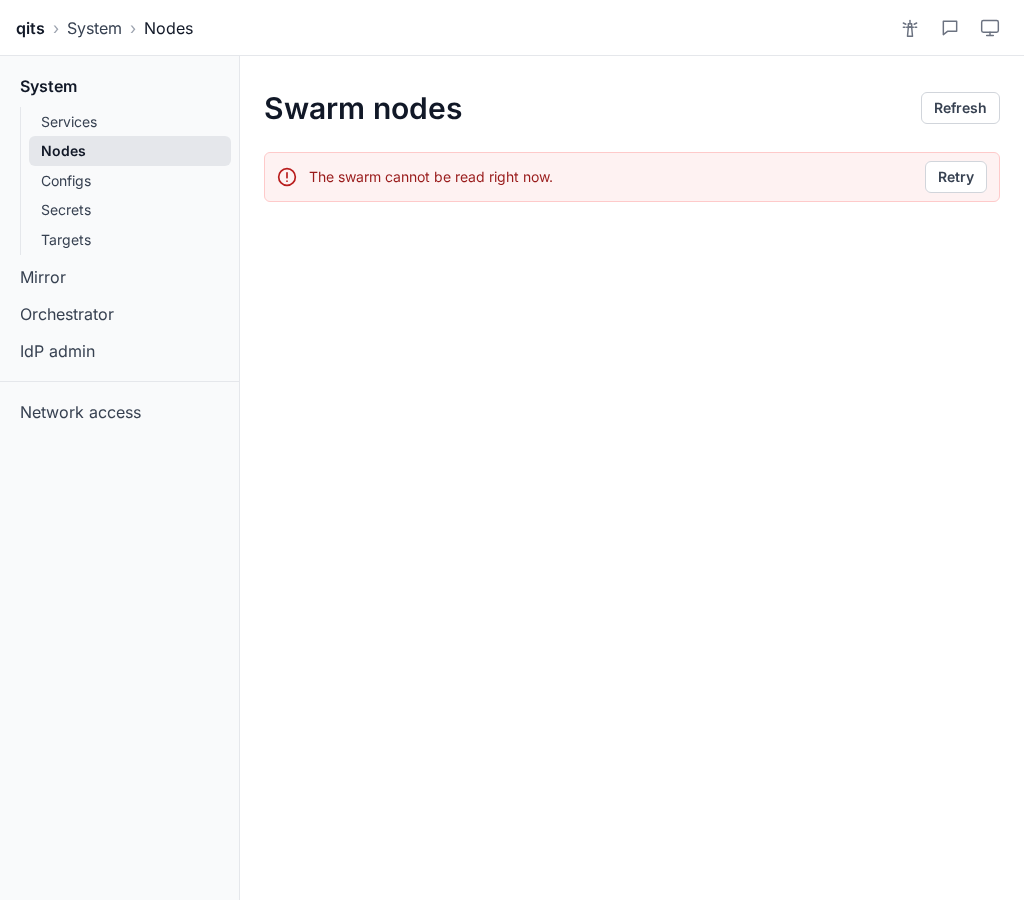 qits › System › Nodes
System
Services
Nodes
Configs
Secrets
Targets
Mirror
Orchestrator
IdP admin
Network access
Swarm nodes
Refresh
The swarm cannot be read right now.
Retry